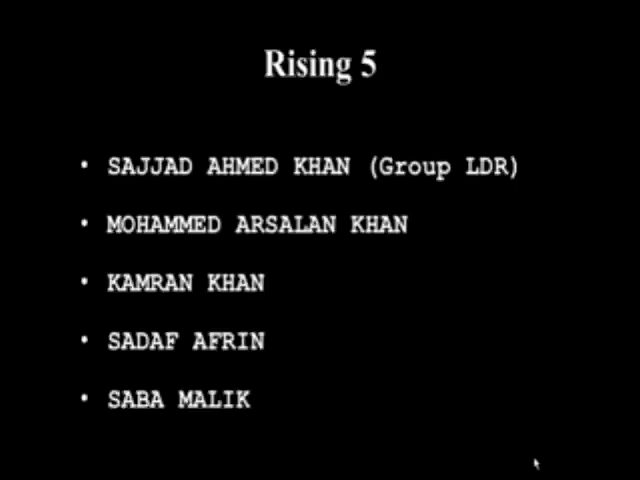 Rising 5
• SAJJAD AHMED KHAN (Group LDR)
• MOHAMMED ARSALAN KHAN
• KAMRAN KHAN
• SADAF AFRIN
• SABA MALIK